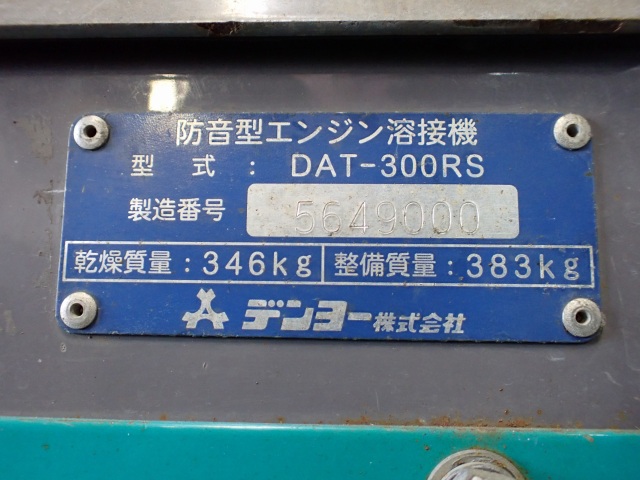 防音型エンジン溶接機
型式：DAT-300RS
製造番号 5649000
乾燥質量：346kg 整備質量：383kg
デンヨー株式会社